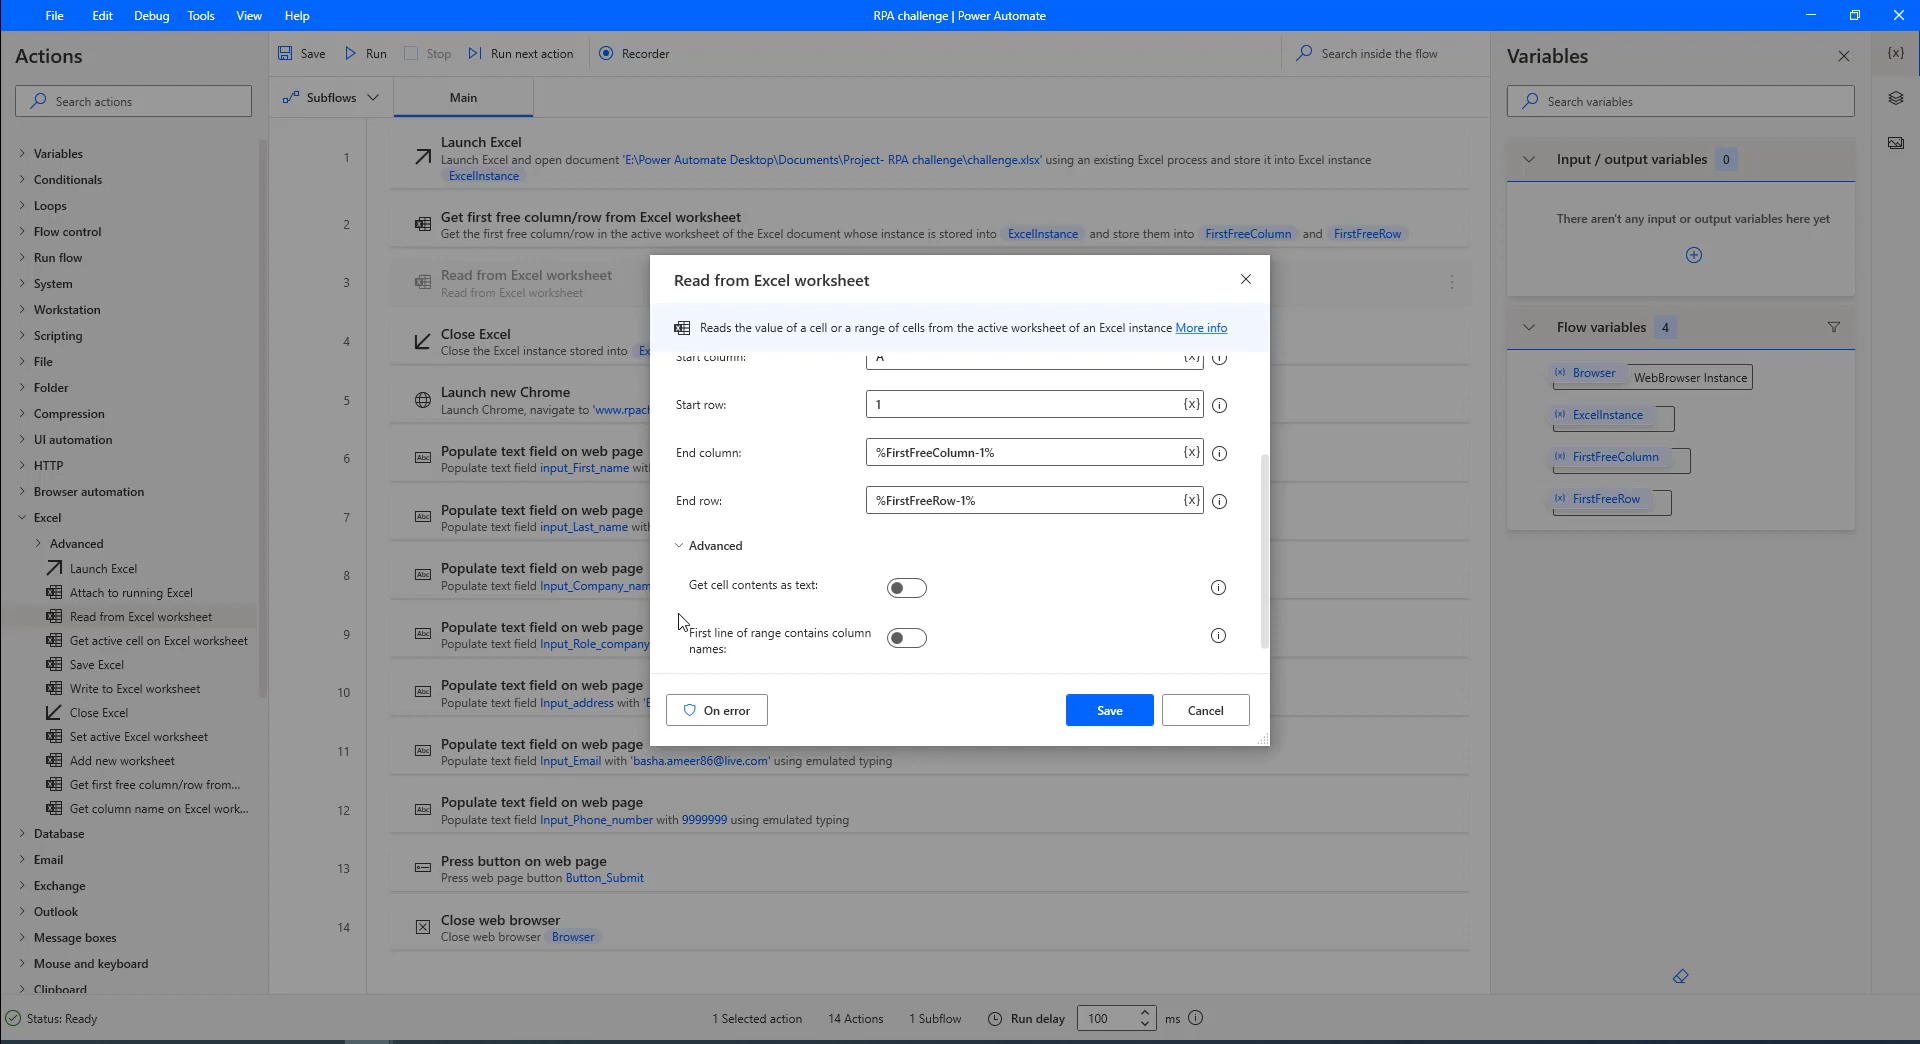 File Edit Debug Tools View Help
RPA challenge | Power Automate
Actions
Search actions
Variables
Conditionals
Loops
Flow control
Run flow
System
Workstation
Scripting
File
Folder
Compression
UI automation
HTTP
Browser automation
Excel
Advanced
Launch Excel
Attach to running Excel
Read from Excel worksheet
Get active cell on Excel worksheet
Save Excel
Write to Excel worksheet
Close Excel
Set active Excel worksheet
Add new worksheet
Get first free column/row from...
Get column name on Excel work...
Database
Email
Exchange
Outlook
Message boxes
Mouse and keyboard
Clipboard
Save Run Stop Run next action Recorder
Search inside the flow
Subflows Main
1
Launch Excel
Launch Excel and open document 'E:\Power Automate Desktop\Documents\Project- RPA challenge\challenge.xlsx' using an existing Excel process and store it into Excel instance
ExcelInstance
2
Get first free column/row from Excel worksheet
Get the first free column/row in the active worksheet of the Excel document whose instance is stored into ExcelInstance and store them into FirstFreeColumn and FirstFreeRow
3
Read from Excel worksheet
Read from Excel worksheet
4
Close Excel
Close the Excel instance stored into Ex
5
Launch new Chrome
Launch Chrome, navigate to 'www.rpach
6
Abc
Populate text field on web page
Populate text field input_First_name wit
7
Abc
Populate text field on web page
Populate text field input_Last_name wit
8
Abc
Populate text field on web page
Populate text field Input_Company_nam
9
Abc
Populate text field on web page
Populate text field Input_Role_company
10
Abc
Populate text field on web page
Populate text field Input_address with 'B
11
Abc
Populate text field on web page
Populate text field Input_Email with 'basha.ameer86@live.com' using emulated typing
12
Abc
Populate text field on web page
Populate text field Input_Phone_number with 9999999 using emulated typing
13
Press button on web page
Press web page button Button_Submit
14
Close web browser
Close web browser Browser
Read from Excel worksheet
Reads the value of a cell or a range of cells from the active worksheet of an Excel instance More info
Start column: A {x}
Start row: 1 {x}
End column: %FirstFreeColumn-1% {x}
End row: %FirstFreeRow-1% {x}
Advanced
Get cell contents as text:
First line of range contains column
names:
On error Save Cancel
Variables
{x}
Search variables
Input / output variables 0
There aren't any input or output variables here yet
Flow variables 4
(x) Browser WebBrowser Instance
(x) ExcelInstance
(x) FirstFreeColumn
(x) FirstFreeRow
Status: Ready
1 Selected action 14 Actions 1 Subflow Run delay 100 ms